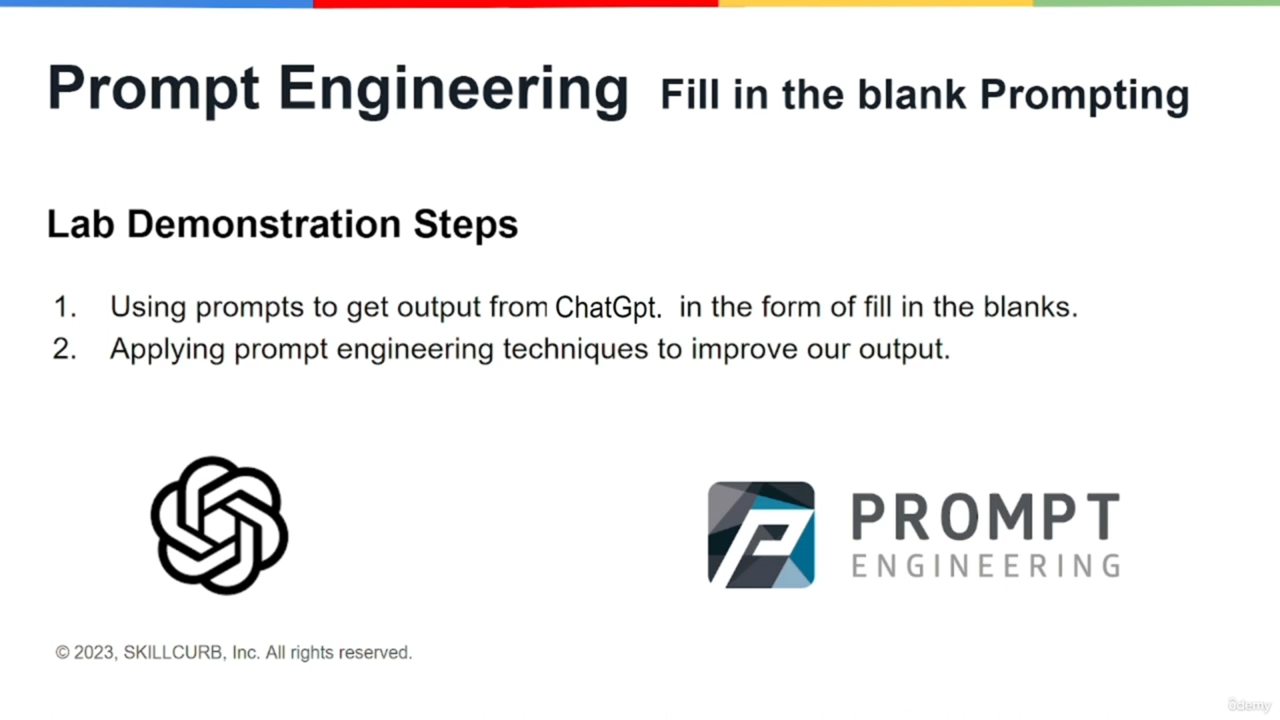 Prompt Engineering Fill in the blank Prompting
Lab Demonstration Steps
1. Using prompts to get output from ChatGpt. in the form of fill in the blanks.
2. Applying prompt engineering techniques to improve our output.
PROMPT
ENGINEERING
© 2023, SKILLCURB, Inc. All rights reserved.
ûdemy